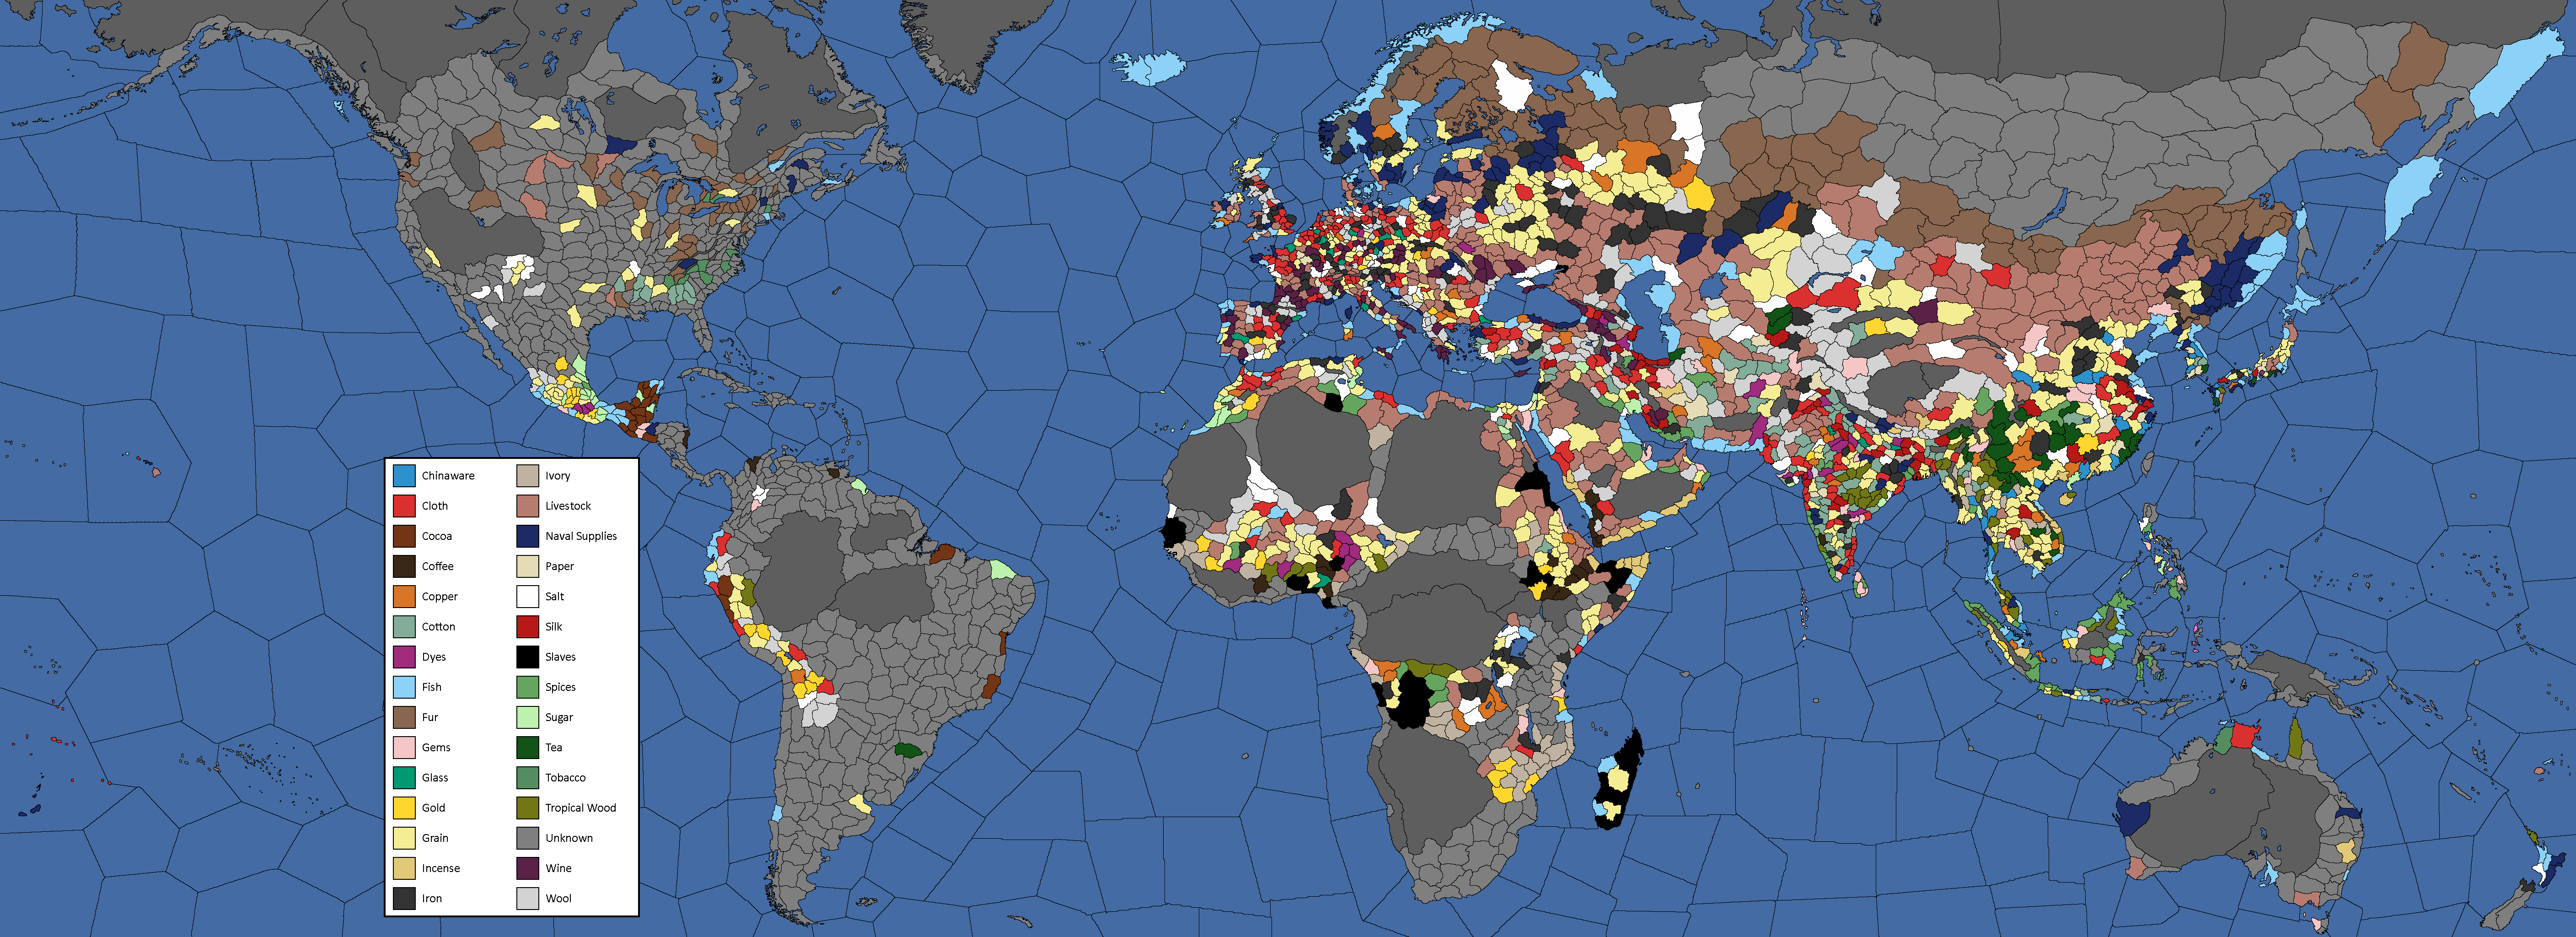 Chinaware
Cloth
Cocoa
Coffee
Copper
Cotton
Dyes
Fish
Fur
Gems
Glass
Gold
Grain
Incense
Iron
Ivory
Livestock
Naval Supplies
Paper
Salt
Silk
Slaves
Spices
Sugar
Tea
Tobacco
Tropical Wood
Unknown
Wine
Wool